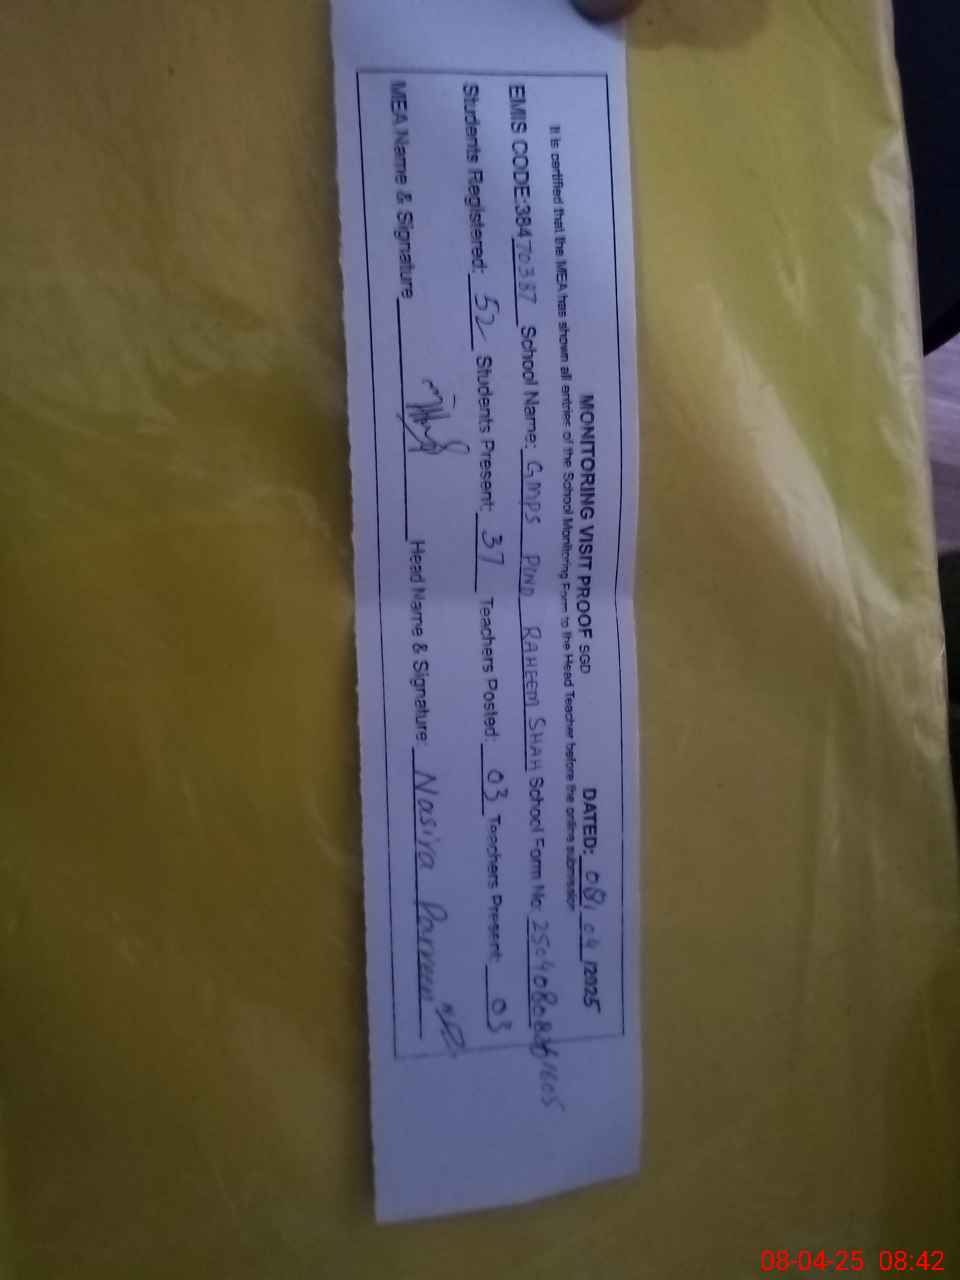 MONITORING VISIT PROOF SGD DATED: 08/04/2025
It is certified that the MEA has shown all entries of the School Monitoring Form to the Head Teacher before the online submission
EMIS CODE:38470387 School Name: GMPS PIND RAHEEM SHAH School Form No:
Students Registered: 52 Students Present: 37 Teachers Posted: 03 Teachers Present: 03
MEA Name & Signature Head Name & Signature: Nasiya Parveen
08-04-25 08:42